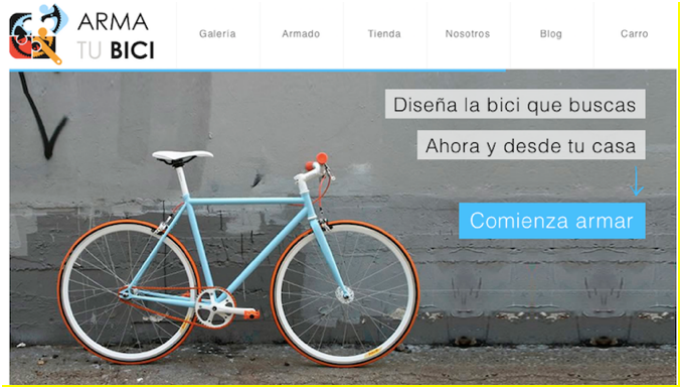 ARMA
TU BICI
Galería
Armado
Tienda
Nosotros
Blog
Carro
Diseña la bici que buscas
Ahora y desde tu casa
Comienza armar